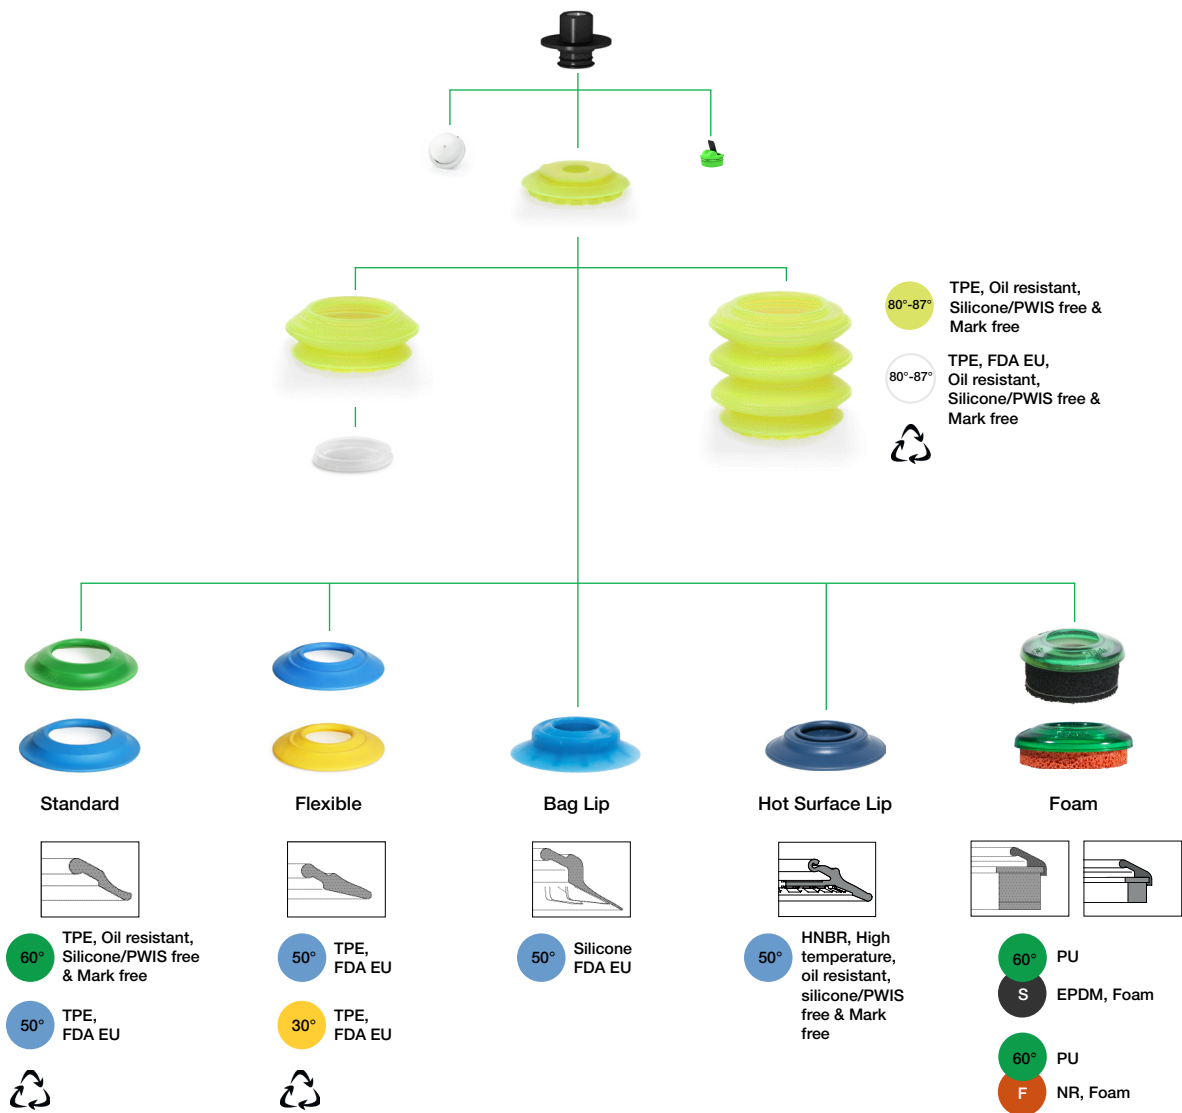 80°-87°
TPE, Oil resistant,
Silicone/PWIS free &
Mark free
80°-87°
TPE, FDA EU,
Oil resistant,
Silicone/PWIS free &
Mark free
Standard
Flexible
Bag Lip
Hot Surface Lip
Foam
60°
TPE, Oil resistant,
Silicone/PWIS free
& Mark free
50°
TPE,
FDA EU
50°
TPE,
FDA EU
30°
TPE,
FDA EU
50°
Silicone
FDA EU
50°
HNBR, High
temperature,
oil resistant,
silicone/PWIS
free & Mark
free
60°
PU
S
EPDM, Foam
60°
PU
F
NR, Foam